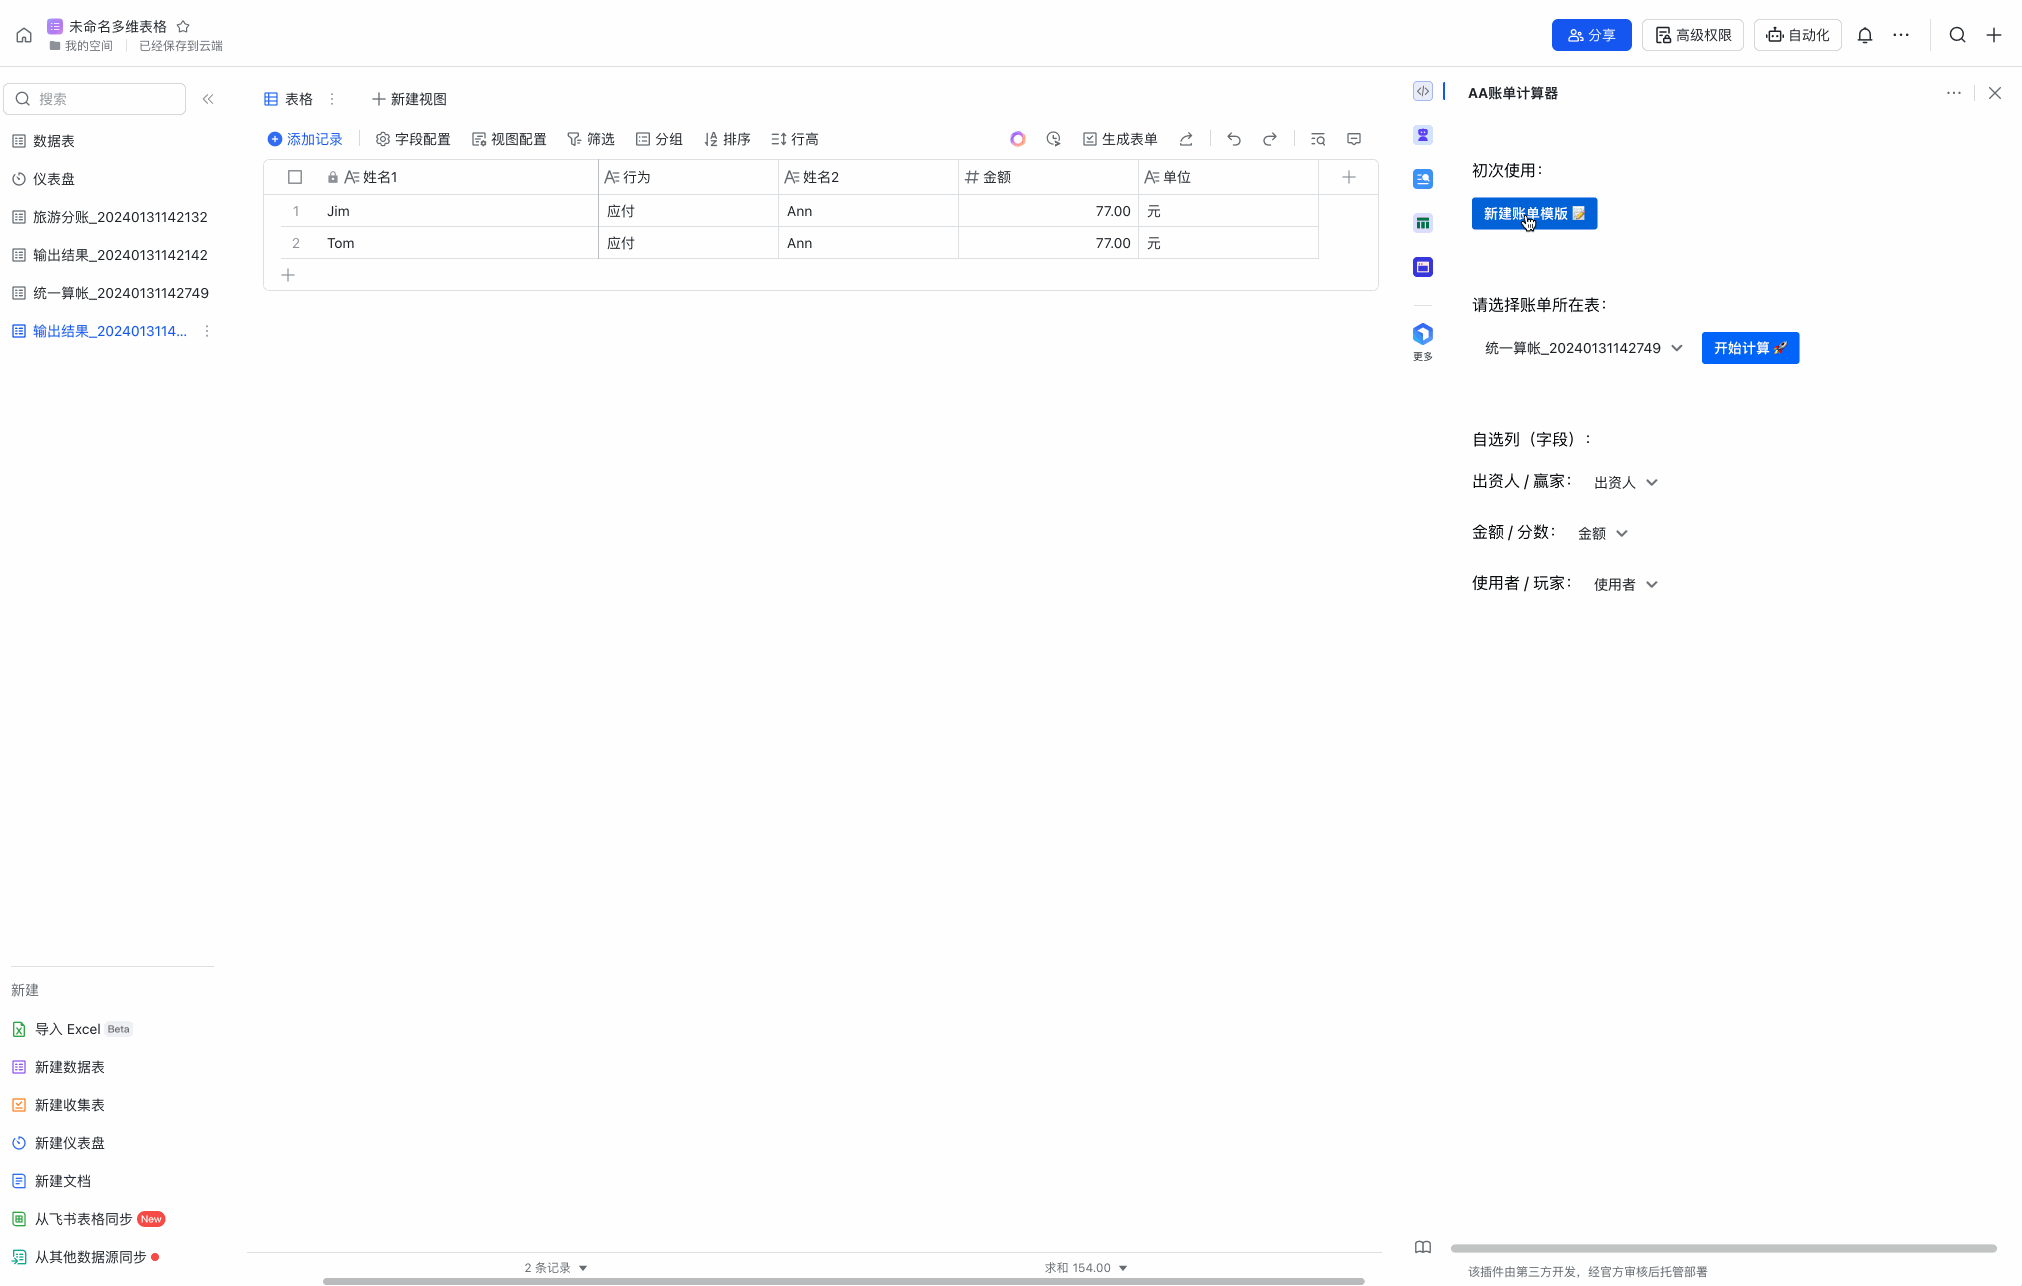 未命名多维表格
我的空间 已经保存到云端
分享 高级权限 自动化
搜索
数据表
仪表盘
旅游分账_20240131142132
输出结果_20240131142142
统一算帐_20240131142749
输出结果_2024013114...
新建
导入 Excel Beta
新建数据表
新建收集表
新建仪表盘
新建文档
从飞书表格同步 New
从其他数据源同步
表格 新建视图
添加记录 字段配置 视图配置 筛选 分组 排序 行高 生成表单
姓名1 行为 姓名2 金额 单位
1 Jim 应付 Ann 77.00 元
2 Tom 应付 Ann 77.00 元
2 条记录 求和 154.00
更多
AA账单计算器
初次使用：
新建账单模版
请选择账单所在表：
统一算帐_20240131142749 开始计算
自选列（字段）：
出资人 / 赢家： 出资人
金额 / 分数： 金额
使用者 / 玩家： 使用者
该插件由第三方开发，经官方审核后托管部署